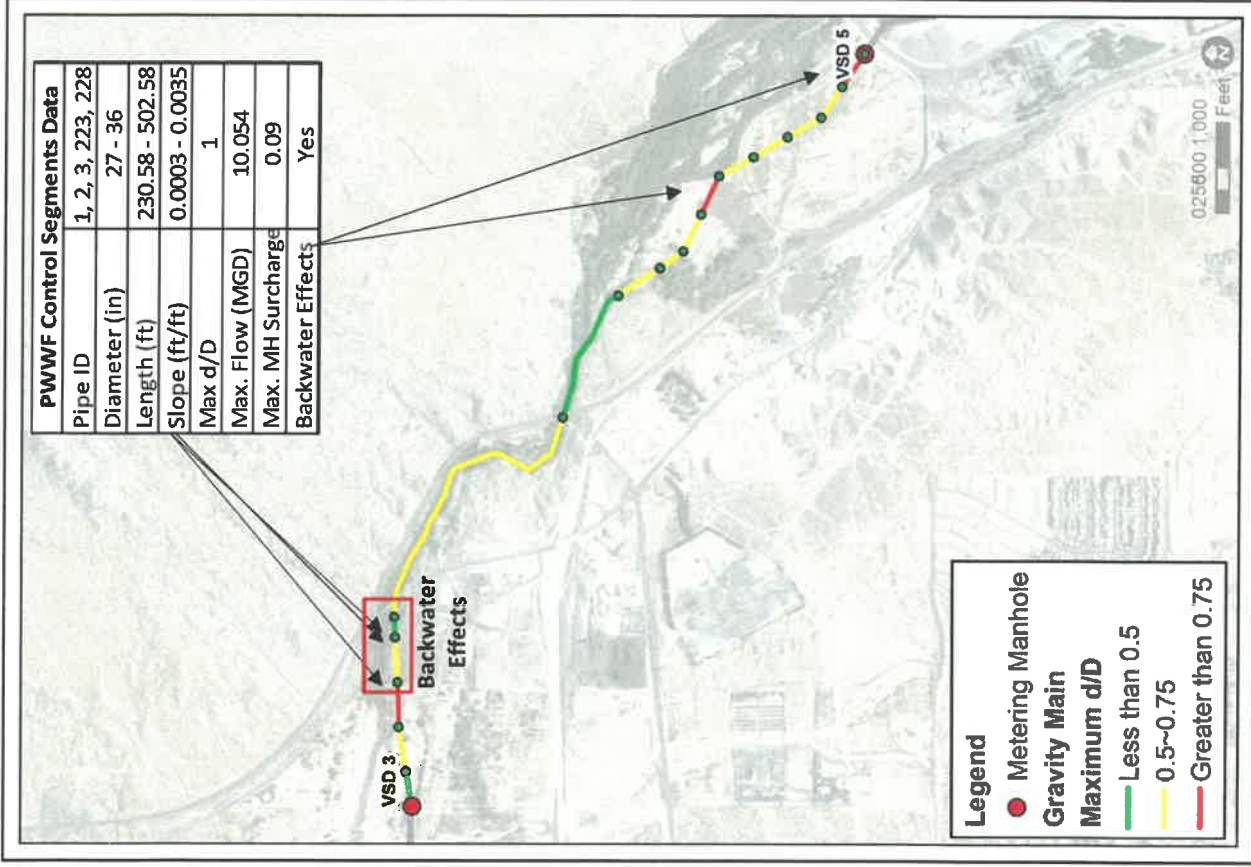 PWWF Control Segments Data
Pipe ID 1, 2, 3, 223, 228
Diameter (in) 27 - 36
Length (ft) 230.58 - 502.58
Slope (ft/ft) 0.0003 - 0.0035
Max d/D 1
Max. Flow (MGD) 10.054
Max. MH Surcharge 0.09
Backwater Effects Yes
VSD 3
Backwater
Effects
VSD 5
Legend
Metering Manhole
Gravity Main
Maximum d/D
Less than 0.5
0.5~0.75
Greater than 0.75
025600 1,000
Feet
N